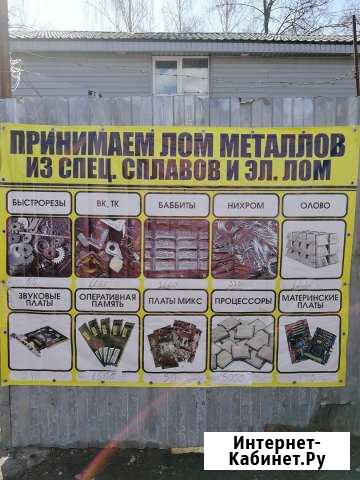 ПРИНИМАЕМ ЛОМ МЕТАЛЛОВ
ИЗ СПЕЦ. СПЛАВОВ И ЭЛ. ЛОМ
БЫСТРОРЕЗЫ ВК, ТК БАББИТЫ НИХРОМ ОЛОВО
ЗВУКОВЫЕ ПЛАТЫ
ОПЕРАТИВНАЯ ПАМЯТЬ
ПЛАТЫ МИКС
ПРОЦЕССОРЫ
МАТЕРИНСКИЕ ПЛАТЫ
Интернет-
Кабинет.Ру